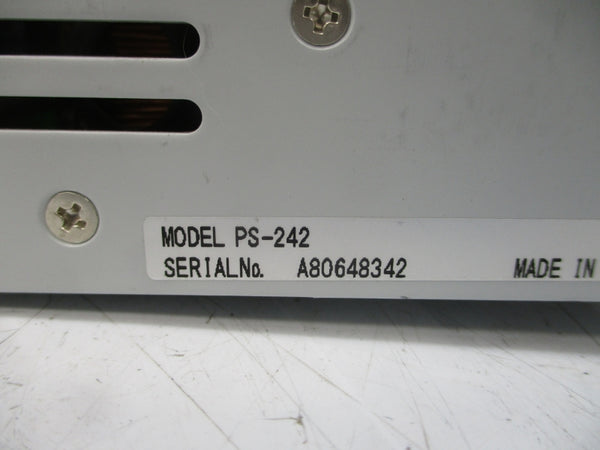 MODEL PS-242
SERIALNo. A80648342 MADE IN